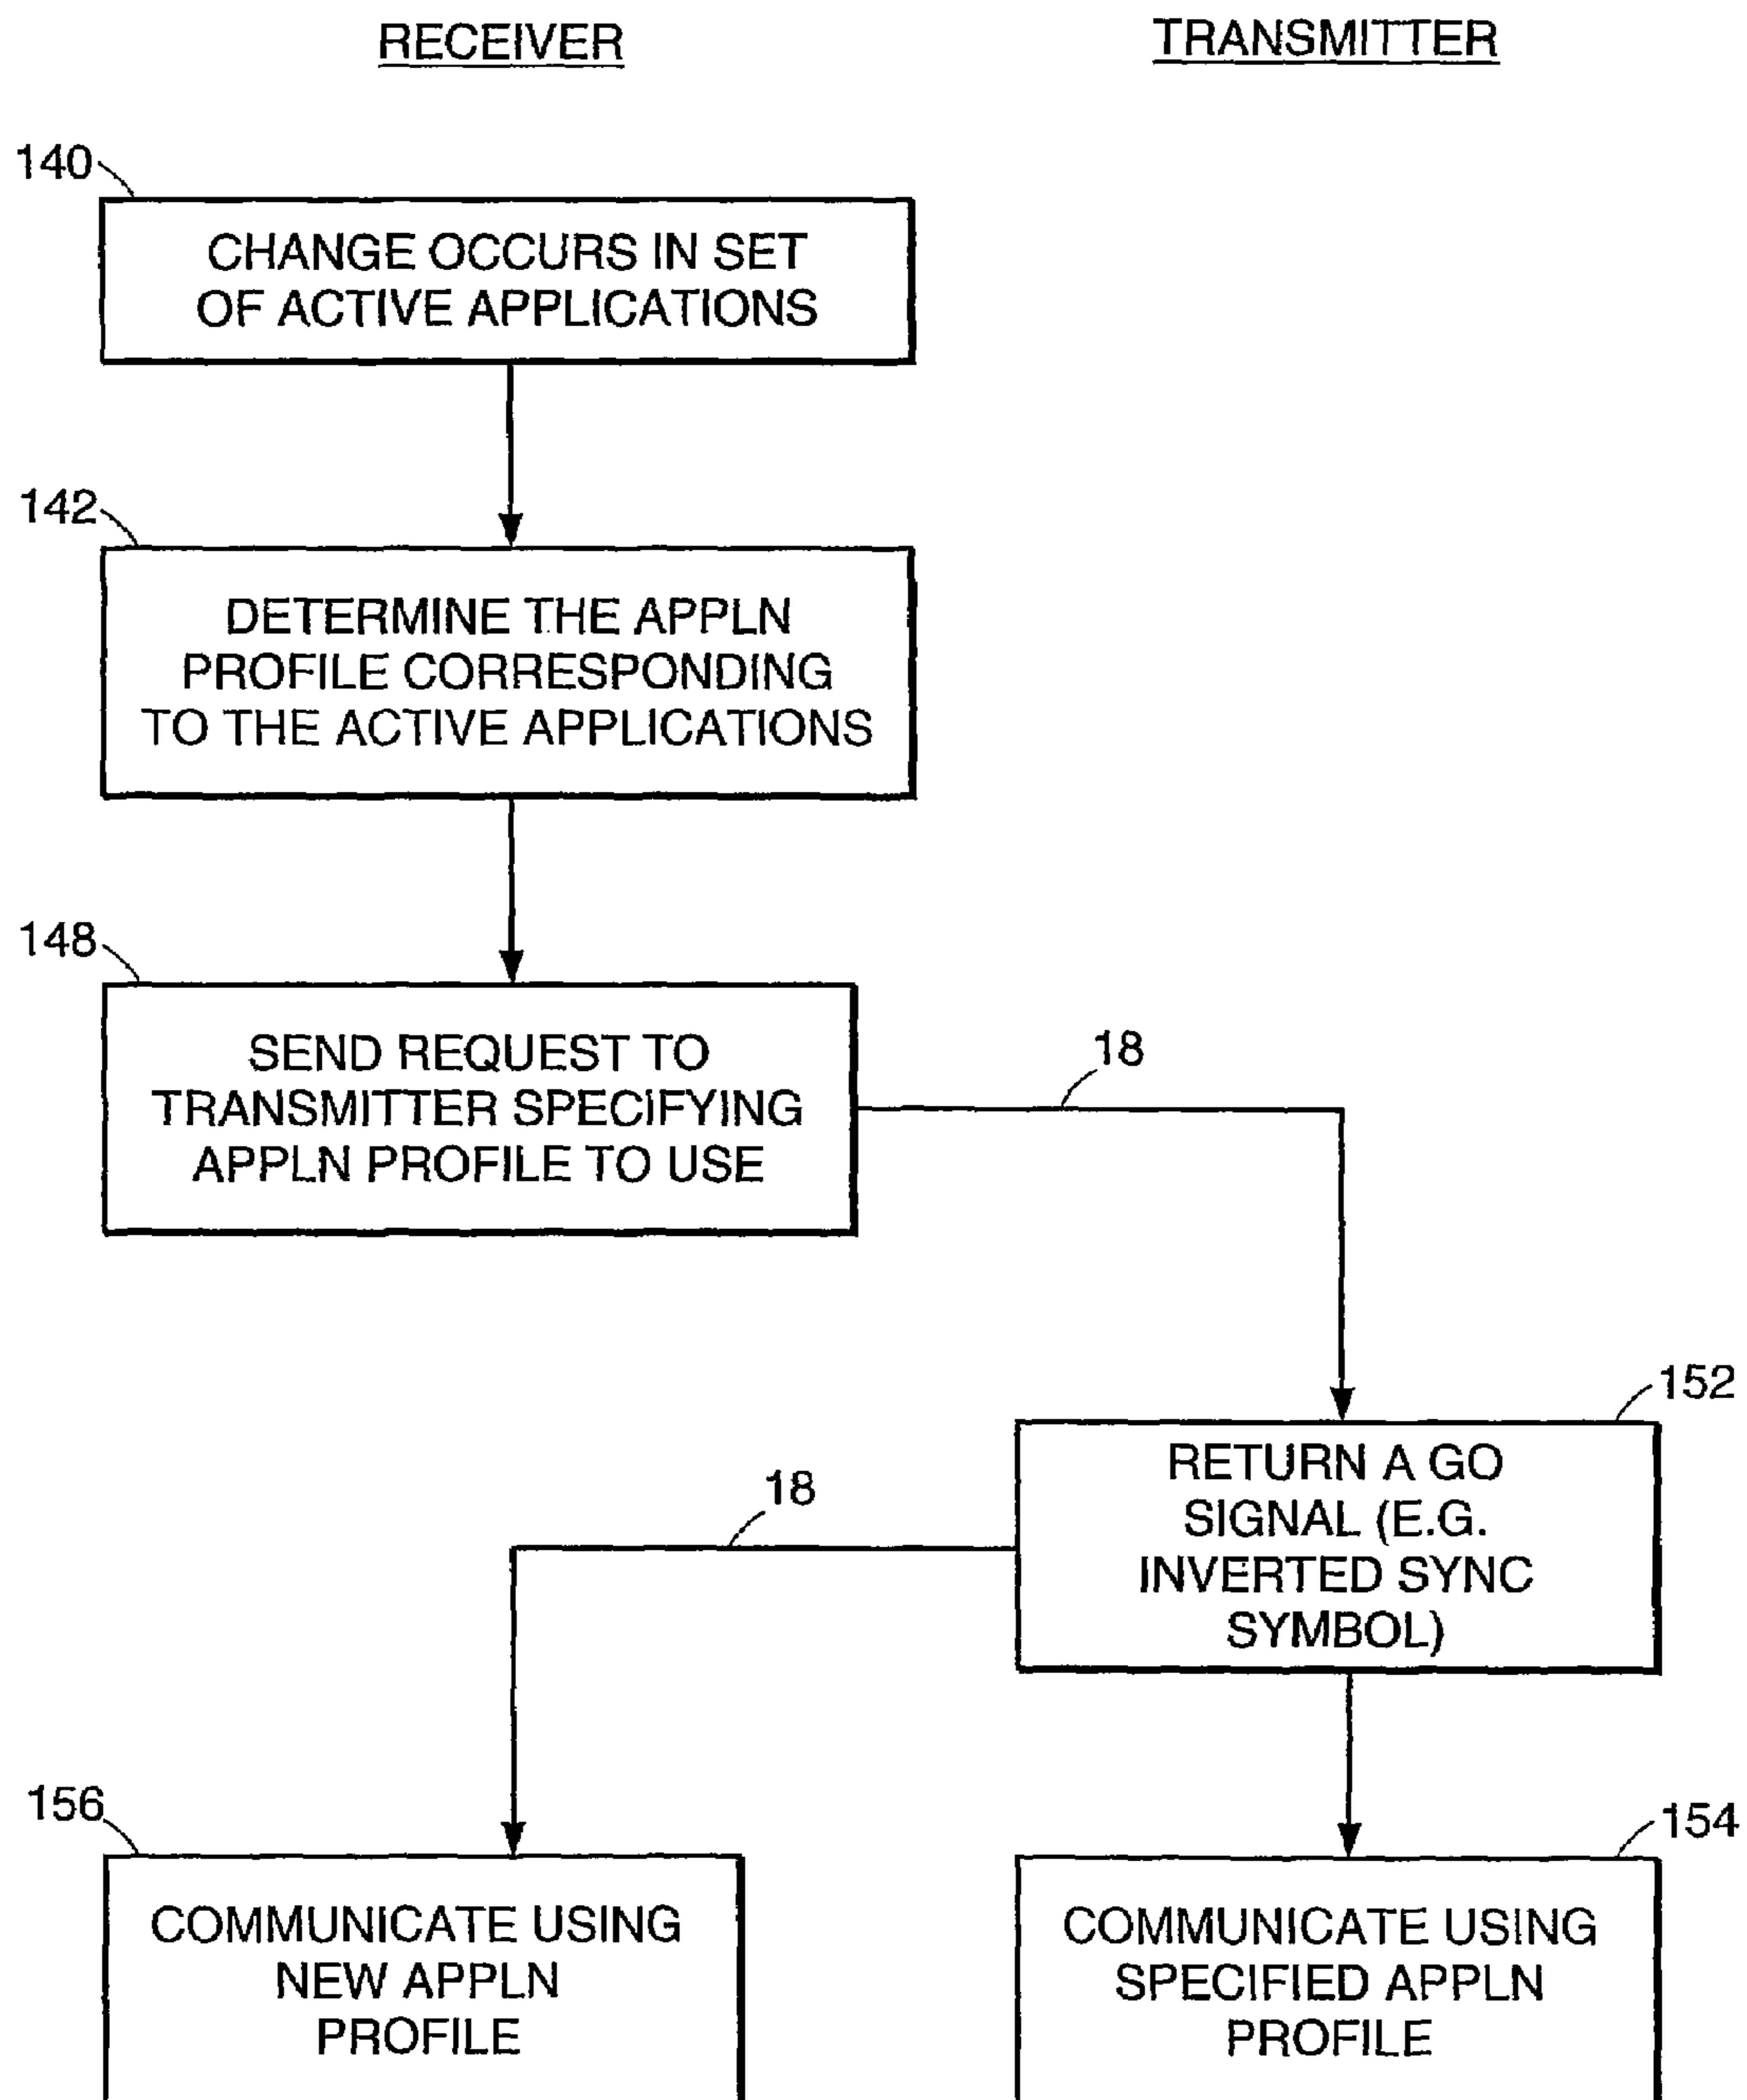 RECEIVER
TRANSMITTER
140
CHANGE OCCURS IN SET
OF ACTIVE APPLICATIONS
142
DETERMINE THE APPLN
PROFILE CORRESPONDING
TO THE ACTIVE APPLICATIONS
148
SEND REQUEST TO
TRANSMITTER SPECIFYING
APPLN PROFILE TO USE
18
152
RETURN A GO
SIGNAL (E.G.
INVERTED SYNC
SYMBOL)
18
156
COMMUNICATE USING
NEW APPLN
PROFILE
154
COMMUNICATE USING
SPECIFIED APPLN
PROFILE